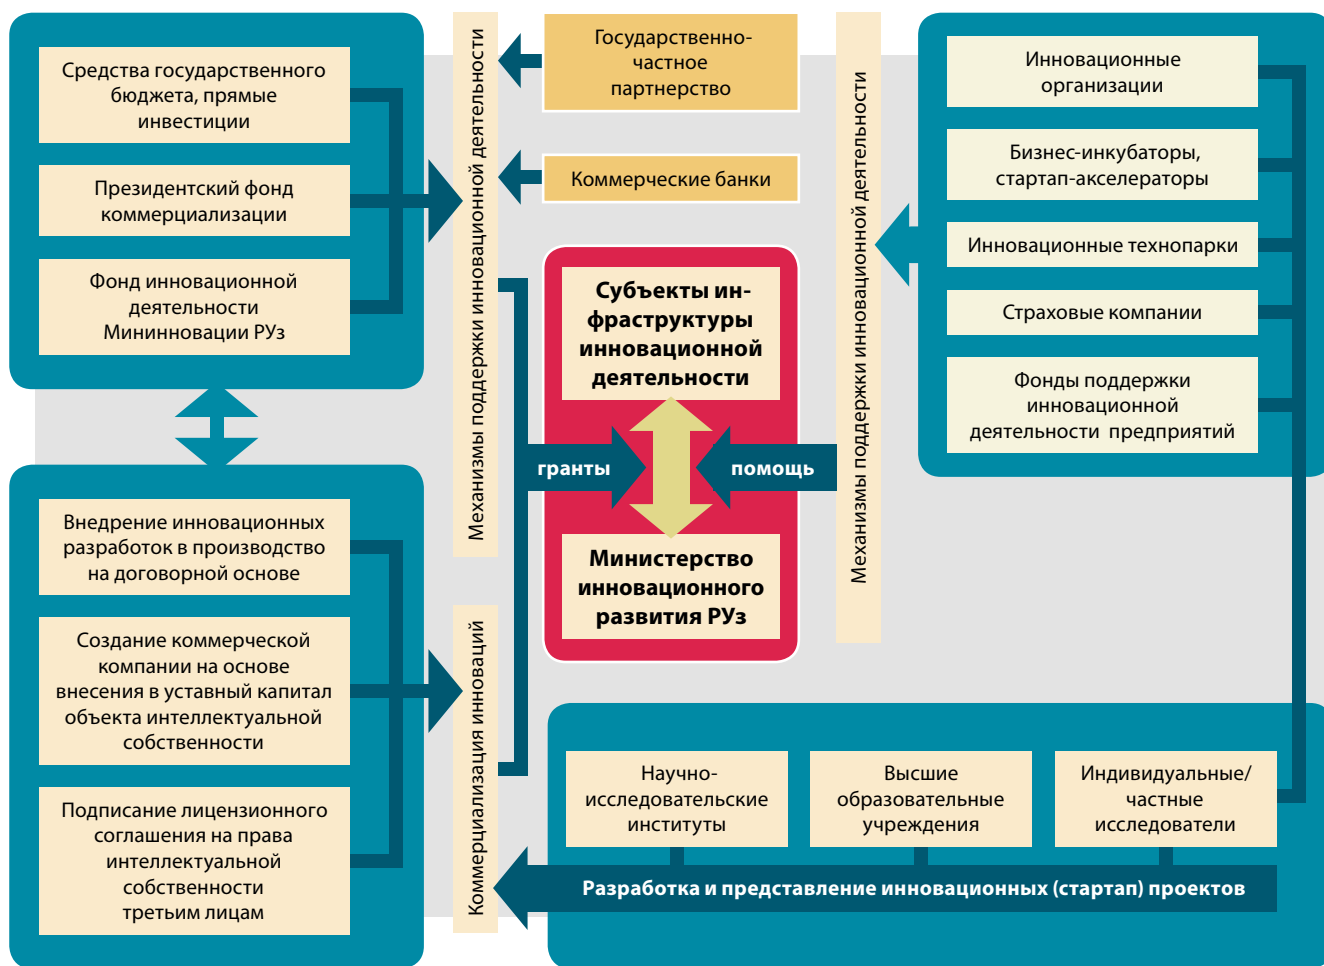 Средства государственного
бюджета, прямые
инвестиции
Президентский фонд
коммерциализации
Фонд инновационной
деятельности
Мининновации РУз
Механизмы поддержки инновационной деятельности
Государственно-
частное
партнерство
Коммерческие банки
Субъекты ин-
фраструктуры
инновационной
деятельности
гранты
помощь
Министерство
инновационного
развития РУз
Механизмы поддержки инновационной деятельности
Инновационные
организации
Бизнес-инкубаторы,
стартап-акселераторы
Инновационные технопарки
Страховые компании
Фонды поддержки
инновационной
деятельности предприятий
Внедрение инновационных
разработок в производство
на договорной основе
Создание коммерческой
компании на основе
внесения в уставный капитал
объекта интеллектуальной
собственности
Подписание лицензионного
соглашения на права
интеллектуальной
собственности
третьим лицам
Коммерциализация инноваций
Научно-
исследовательские
институты
Высшие
образовательные
учреждения
Индивидуальные/
частные
исследователи
Разработка и представление инновационных (стартап) проектов